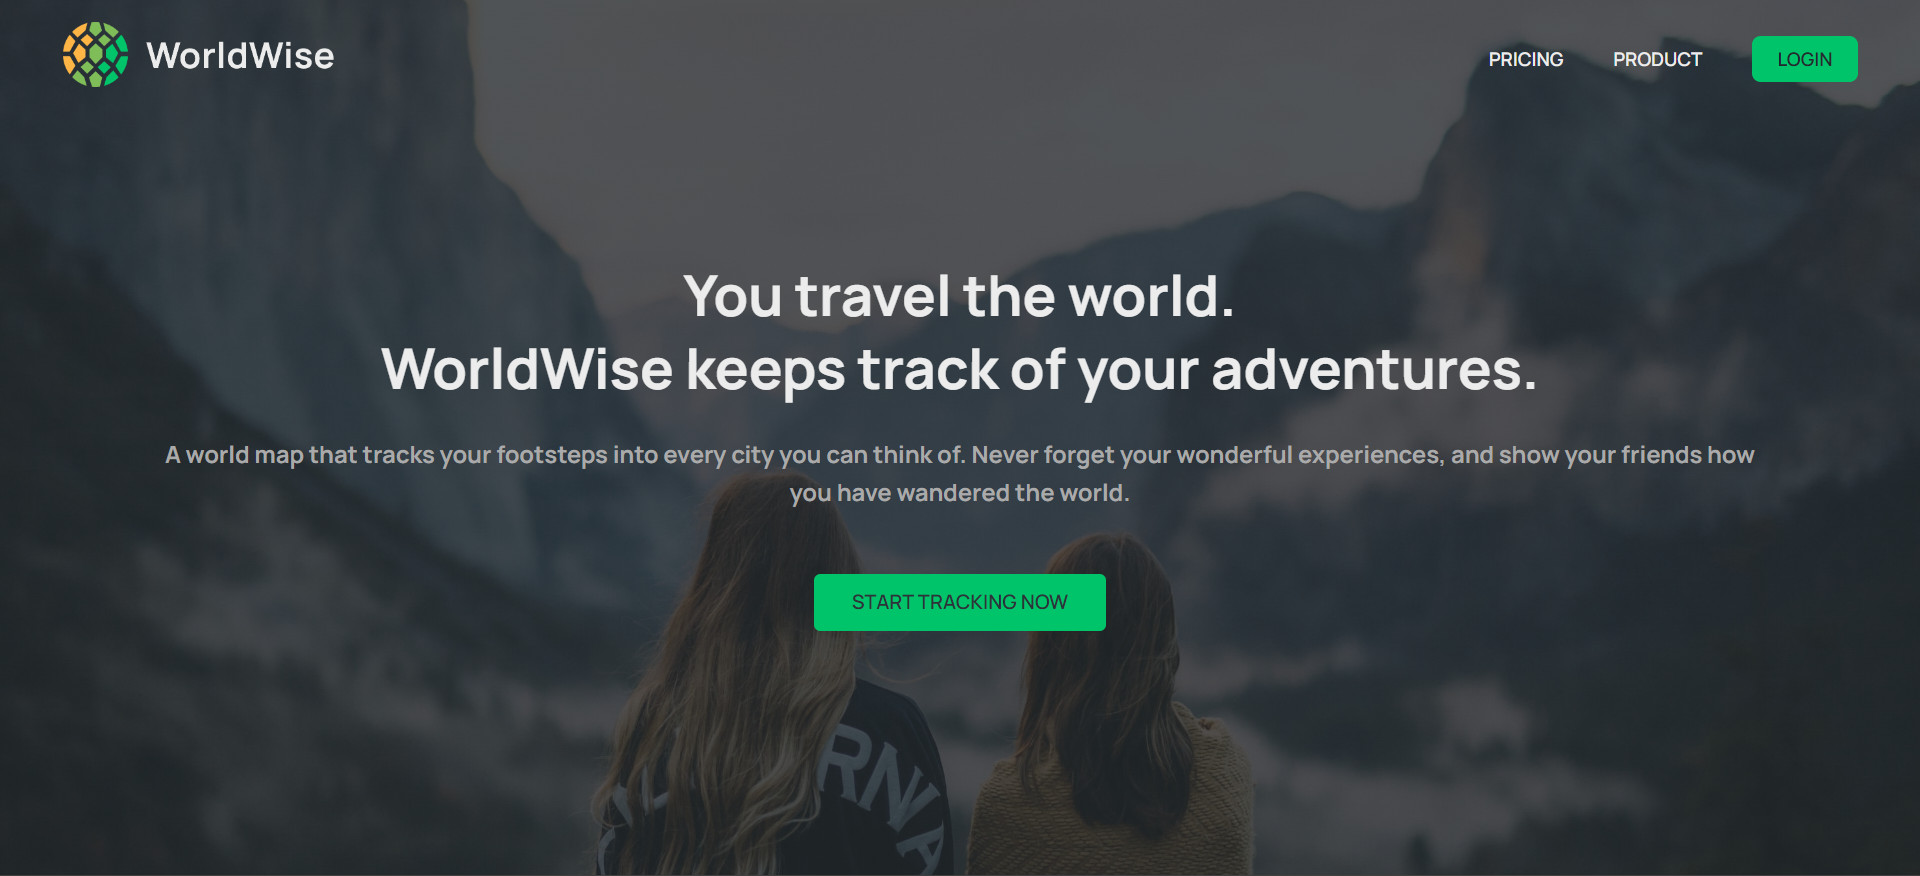 WorldWise
PRICING
PRODUCT
LOGIN
You travel the world.
WorldWise keeps track of your adventures.
A world map that tracks your footsteps into every city you can think of. Never forget your wonderful experiences, and show your friends how
you have wandered the world.
START TRACKING NOW
RNA